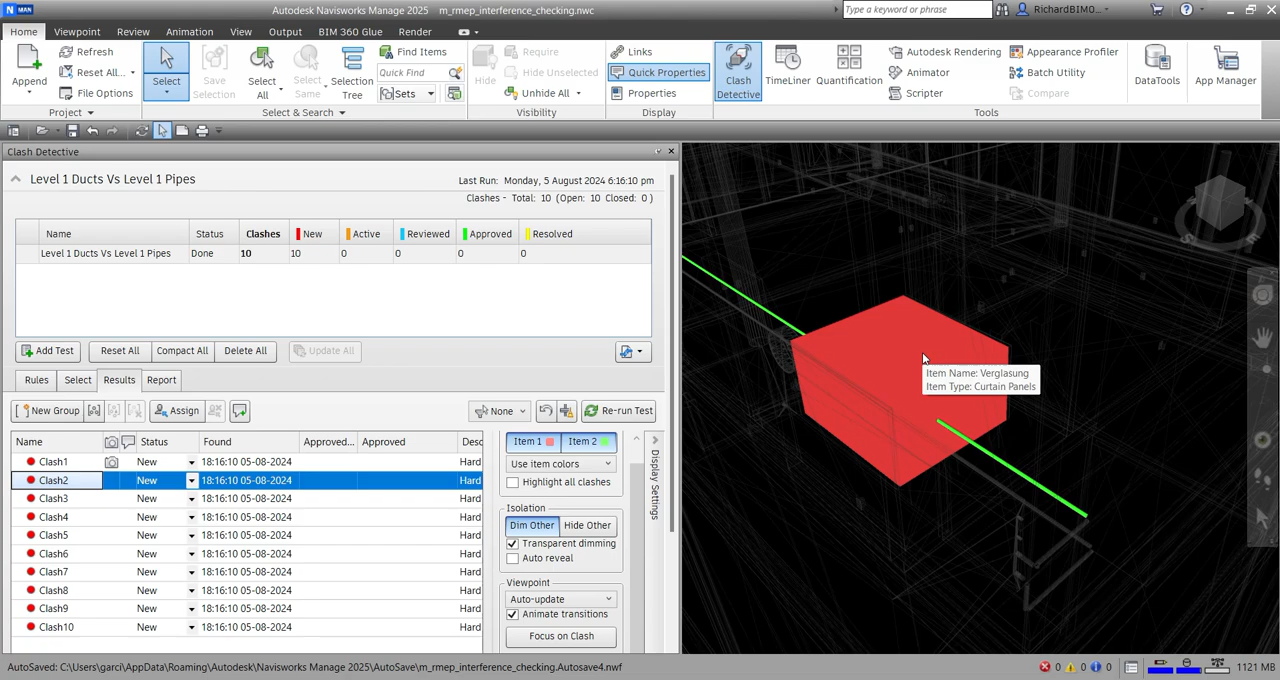 MAN
Autodesk Navisworks Manage 2025 m_rmep_interference_checking.nwc
Type a keyword or phrase
RichardBIMO...
Home Viewpoint Review Animation View Output BIM 360 Glue Render
Append
Refresh
Reset All...
File Options
Project
Select
Save Selection
Select All
Select Same
Selection Tree
Find Items
Quick Find
Sets
Select & Search
Hide
Require
Hide Unselected
Unhide All
Visibility
Links
Quick Properties
Properties
Display
Clash Detective
TimeLiner
Quantification
Autodesk Rendering
Animator
Scripter
Appearance Profiler
Batch Utility
Compare
DataTools
App Manager
Tools
Clash Detective
Level 1 Ducts Vs Level 1 Pipes
Last Run: Monday, 5 August 2024 6:16:10 pm
Clashes - Total: 10 (Open: 10 Closed: 0 )
Name Status Clashes New Active Reviewed Approved Resolved
Level 1 Ducts Vs Level 1 Pipes Done 10 10 0 0 0 0
Add Test Reset All Compact All Delete All Update All
Rules Select Results Report
New Group Assign None Re-run Test
Name Status Found Approved... Approved Desc
Clash1 New 18:16:10 05-08-2024 Hard
Clash2 New 18:16:10 05-08-2024 Hard
Clash3 New 18:16:10 05-08-2024 Hard
Clash4 New 18:16:10 05-08-2024 Hard
Clash5 New 18:16:10 05-08-2024 Hard
Clash6 New 18:16:10 05-08-2024 Hard
Clash7 New 18:16:10 05-08-2024 Hard
Clash8 New 18:16:10 05-08-2024 Hard
Clash9 New 18:16:10 05-08-2024 Hard
Clash10 New 18:16:10 05-08-2024 Hard
Item 1 Item 2
Use item colors
Highlight all clashes
Isolation
Dim Other Hide Other
Transparent dimming
Auto reveal
Viewpoint
Auto-update
Animate transitions
Focus on Clash
Display Settings
Item Name: Verglasung
Item Type: Curtain Panels
S E
AutoSaved: C:\Users\garci\AppData\Roaming\Autodesk\Navisworks Manage 2025\AutoSave\m_rmep_interference_checking.Autosave4.nwf
0 0 0
1121 MB